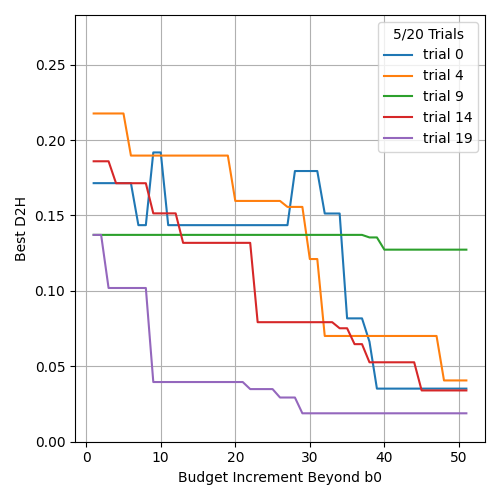 5/20 Trials
trial 0
trial 4
trial 9
trial 14
trial 19
Best D2H
0.25
0.20
0.15
0.10
0.05
0.00
0 10 20 30 40 50
Budget Increment Beyond b0